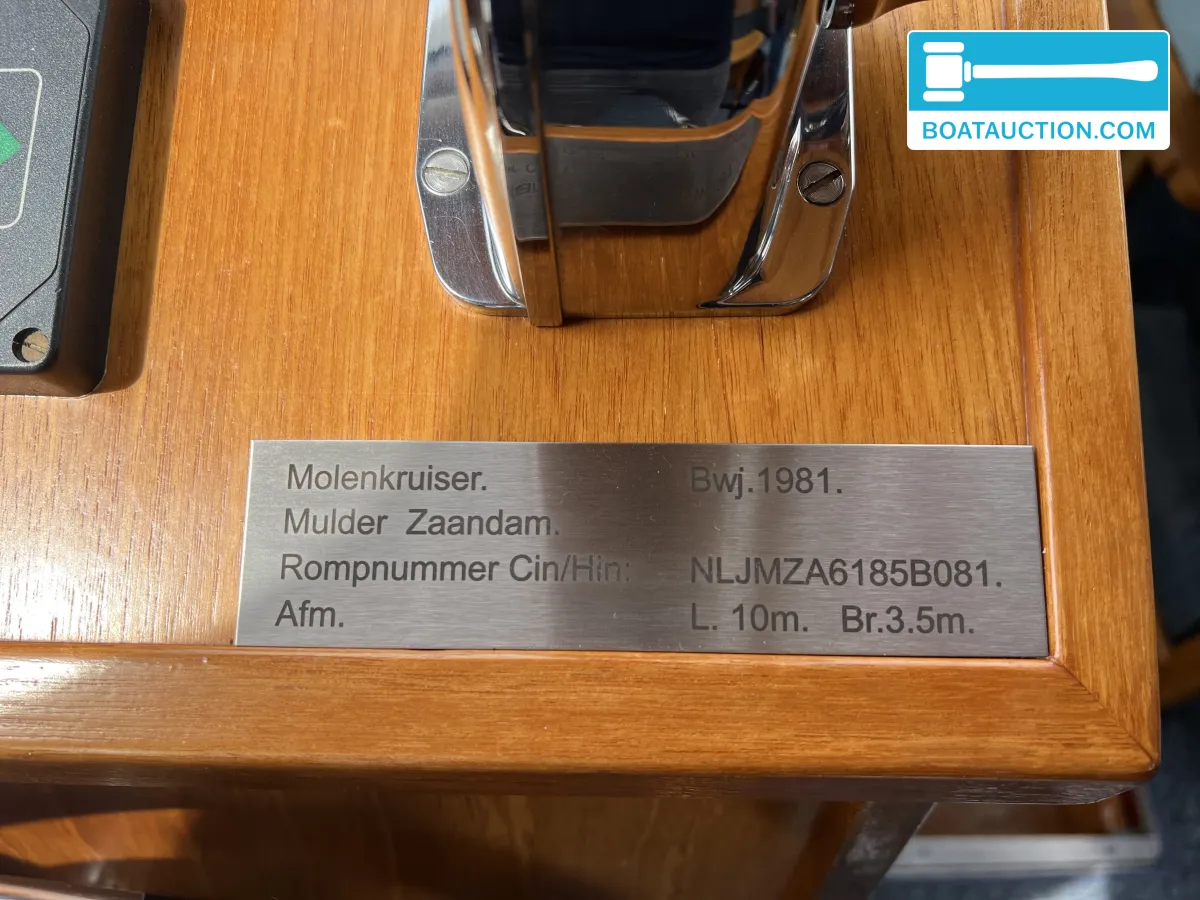 BOATAUCTION.COM
Molenkruiser. Bwj.1981.
Mulder Zaandam.
Rompnummer Cin/Hin: NLJMZA6185B081.
Afm. L. 10m. Br.3.5m.